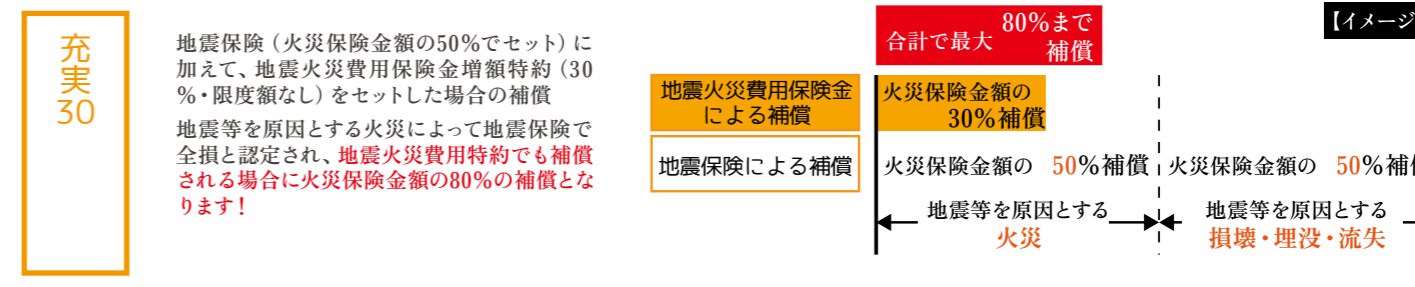 充実30
地震保険（火災保険金額の50%でセット）に
加えて、地震火災費用保険金増額特約（30
%・限度額なし）をセットした場合の補償
地震等を原因とする火災によって地震保険で
全損と認定され、地震火災費用特約でも補償
される場合に火災保険金額の80%の補償とな
ります！
合計で最大 80%まで
補償
【イメージ
地震火災費用保険金
による補償
火災保険金額の
30%補償
地震保険による補償
火災保険金額の 50%補償
火災保険金額の 50%補
地震等を原因とする
火災
地震等を原因とする
損壊・埋没・流失